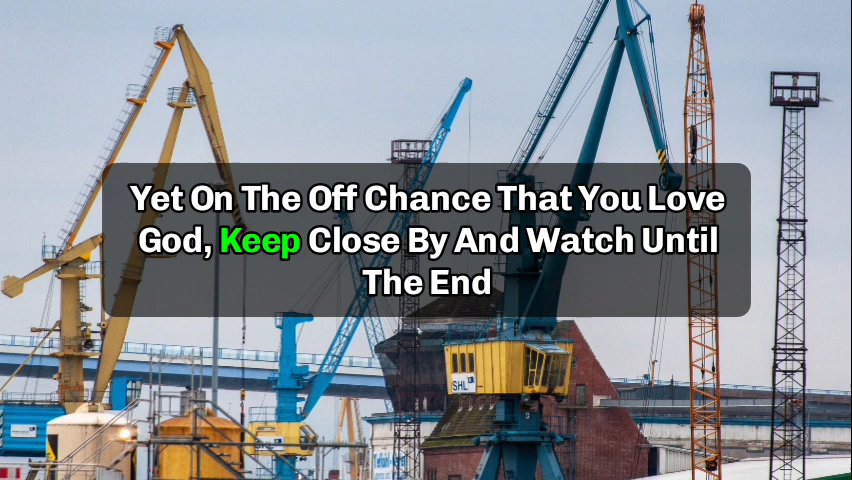 Yet On The Off Chance That You Love
God, Keep Close By And Watch Until
The End
SHL